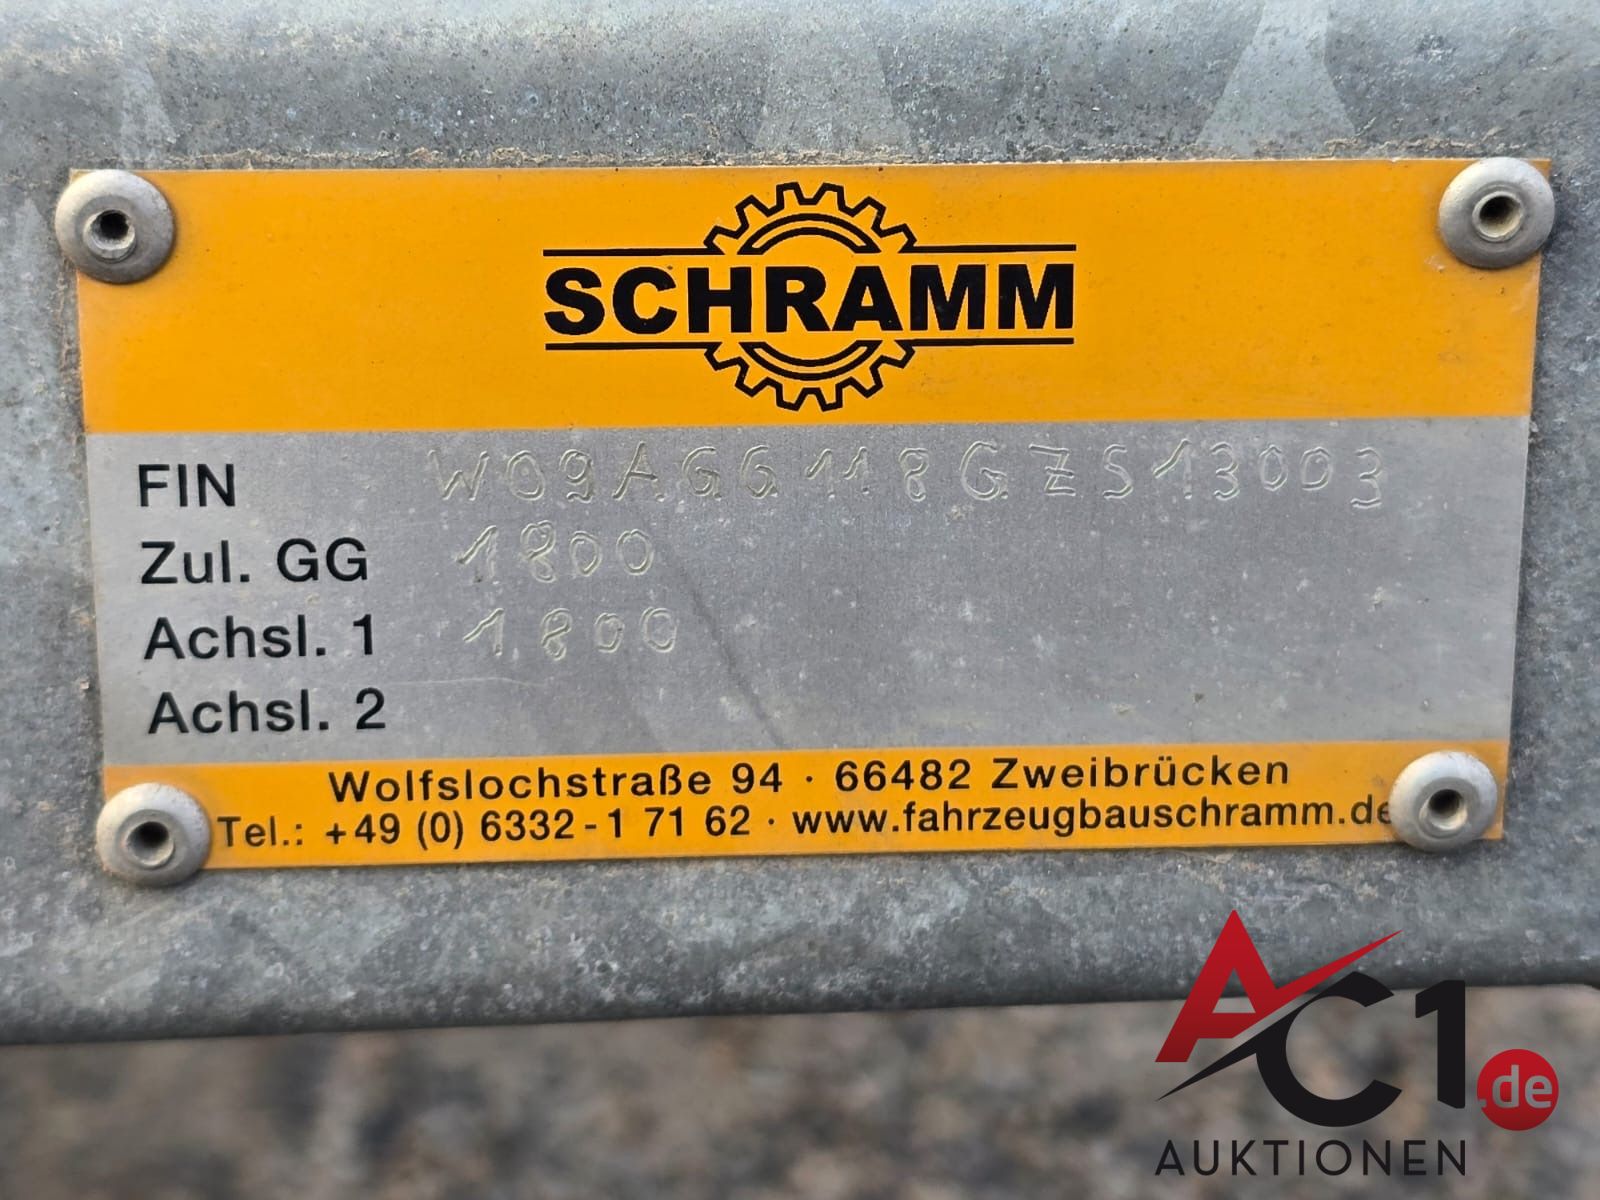 SCHRAMM
FIN W09AGG118GZS13003
Zul. GG 1800
Achsl. 1 1800
Achsl. 2
Wolfslochstraße 94 · 66482 Zweibrücken
Tel.: +49 (0) 6332-1 71 62 · www.fahrzeugbauschramm.de
AC1.de
AUKTIONEN